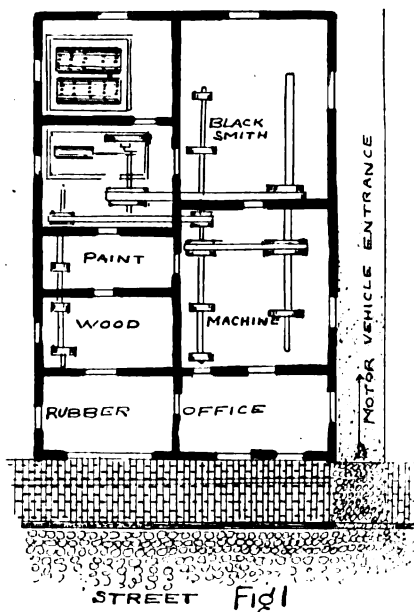 BLACK
SMITH
MOTOR VEHICLE ENTRANCE
PAINT
WOOD
MACHINE
RUBBER
OFFICE
STREET
Fig 1